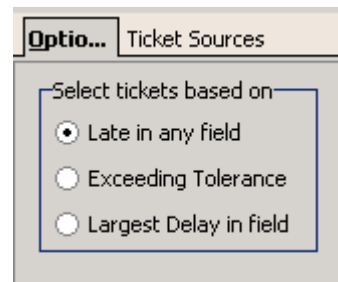 Optio... Ticket Sources
Select tickets based on
Late in any field
Exceeding Tolerance
Largest Delay in field